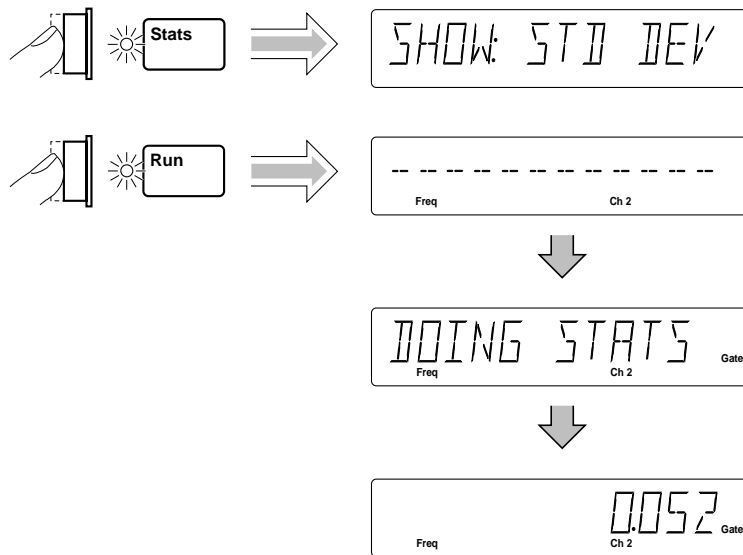 Stats
SHOW: STD DEV
Run
-- -- -- -- -- -- -- -- -- -- -- --
Freq Ch 2
DOING STATS Gate
Freq Ch 2
0.052 Gate
Freq Ch 2